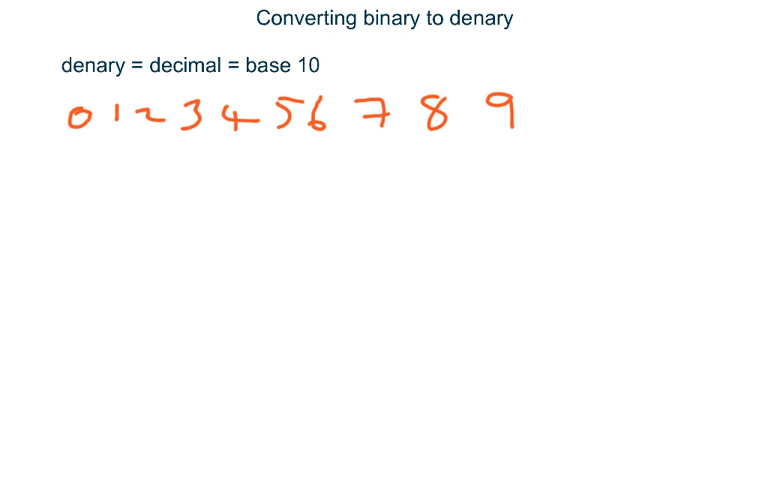 Converting binary to denary
denary = decimal = base 10
0 1 2 3 4 5 6 7 8 9